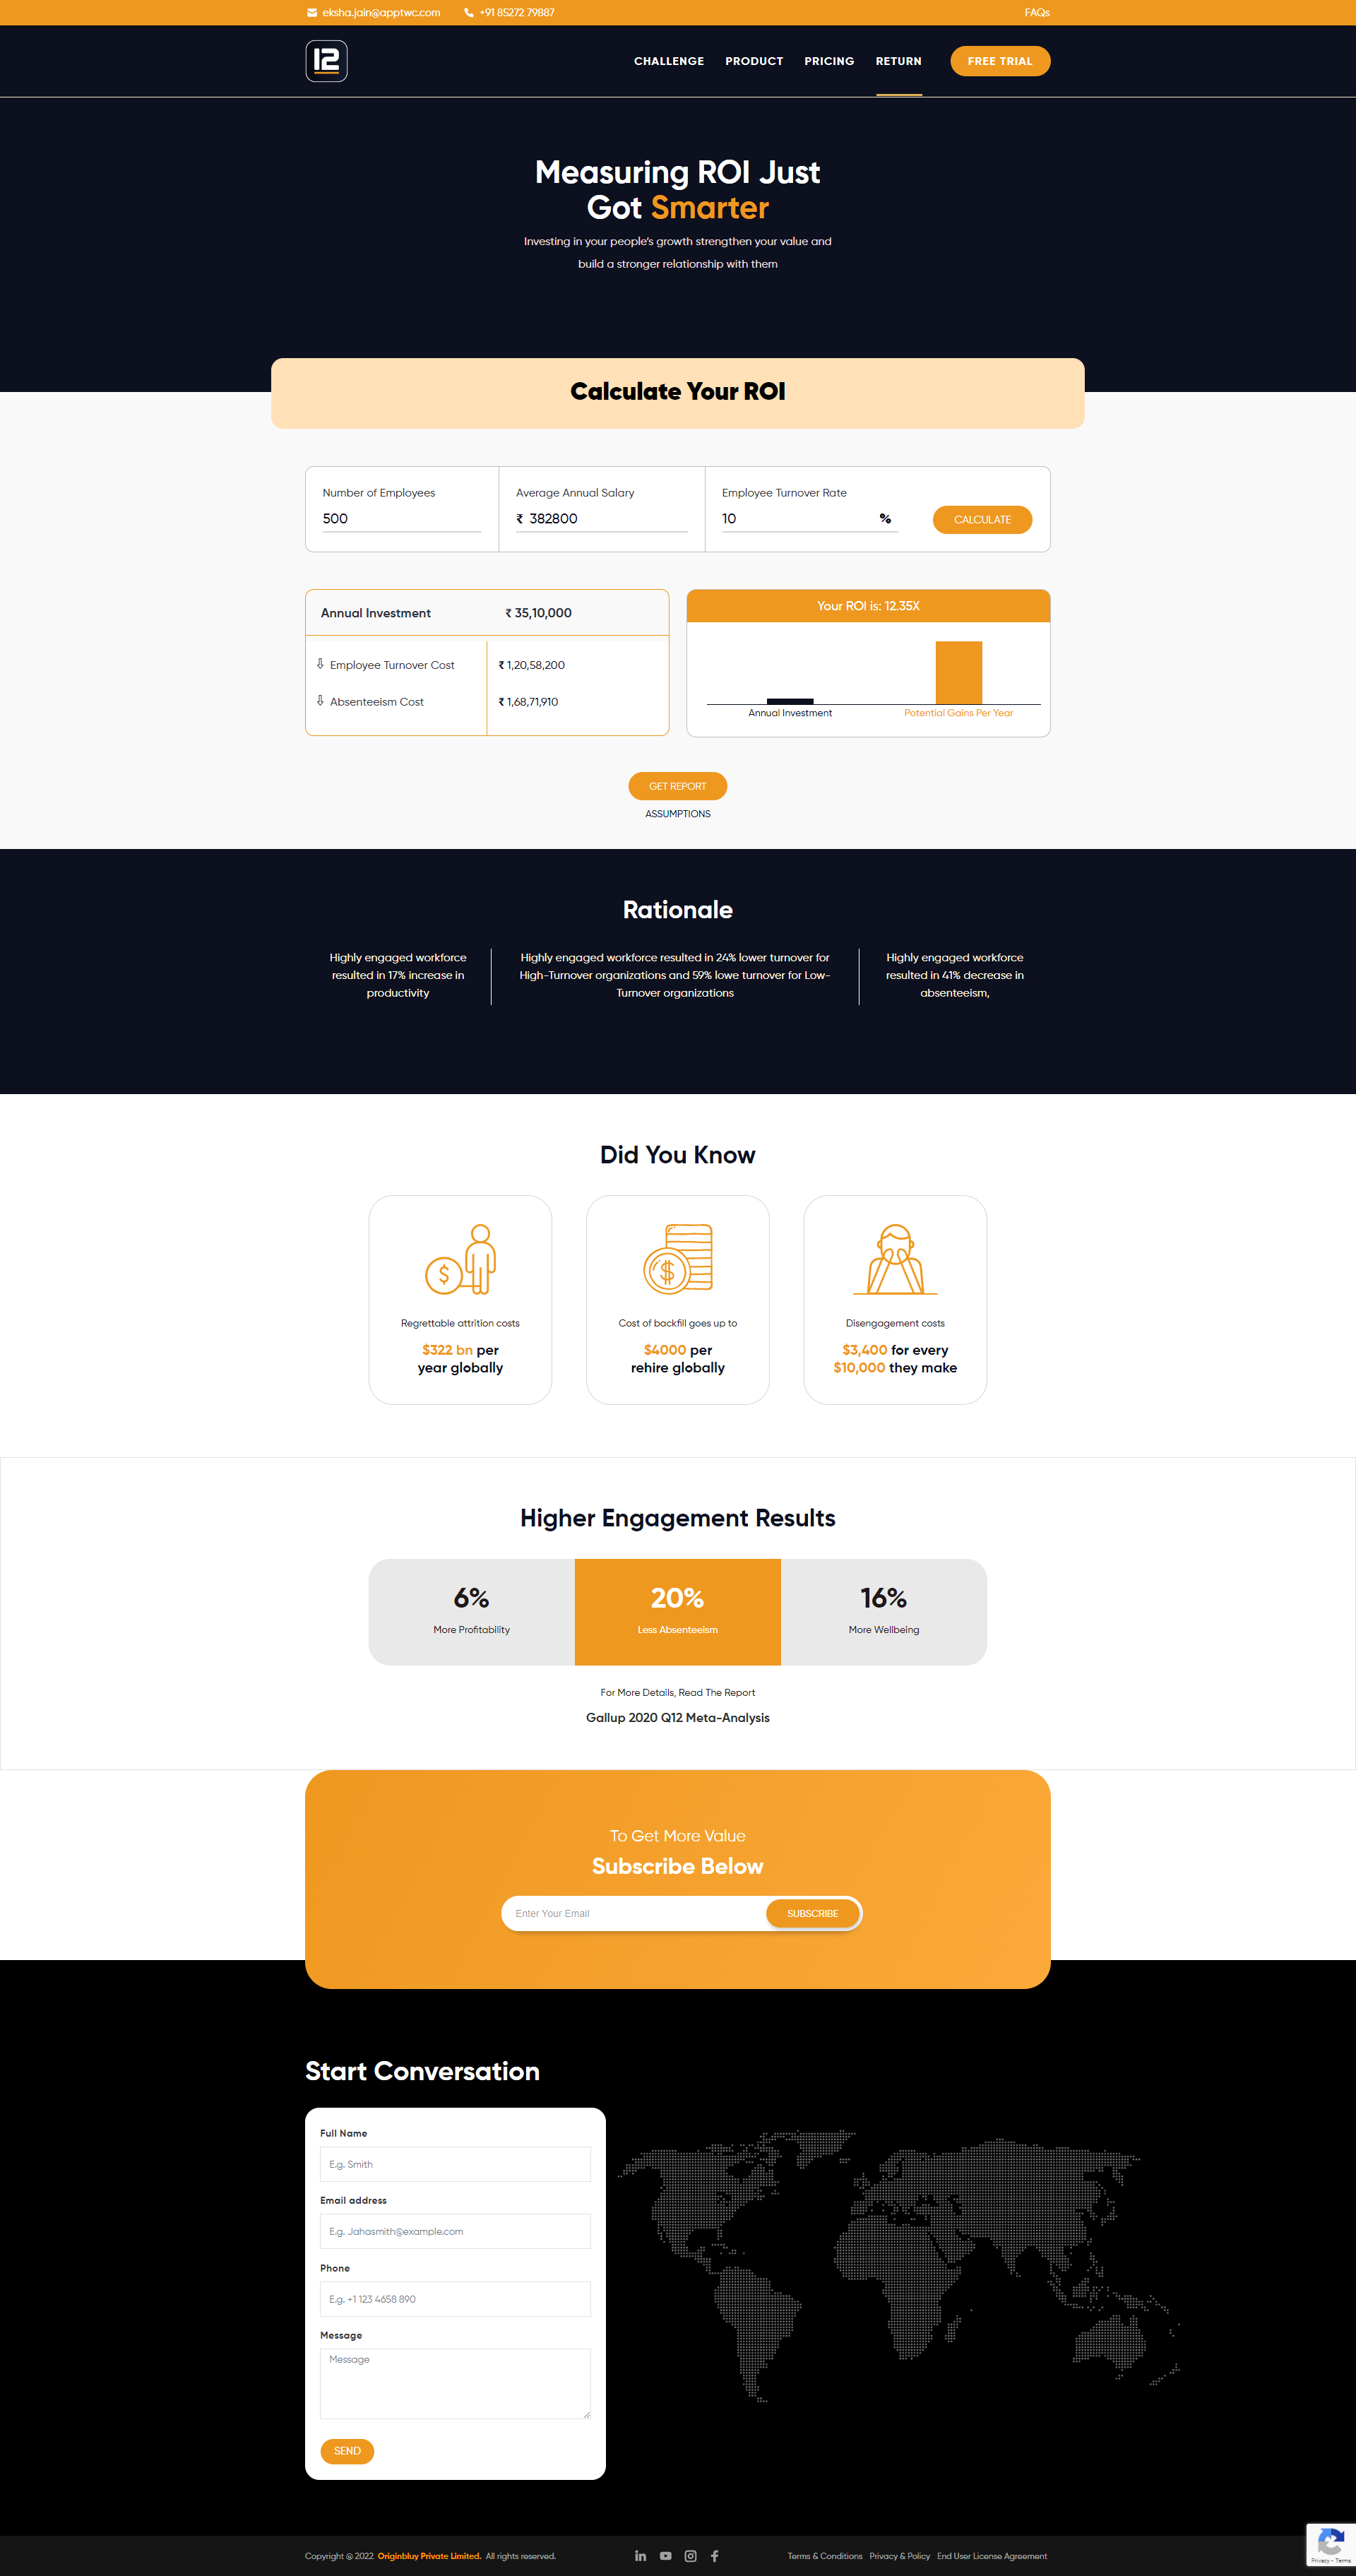 eksha.jain@apptwc.com +91 85272 79887 FAQs
12 CHALLENGE PRODUCT PRICING RETURN FREE TRIAL
Measuring ROI Just
Got Smarter
Investing in your people's growth strengthen your value and
build a stronger relationship with them
Calculate Your ROI
Number of Employees Average Annual Salary Employee Turnover Rate
500 ₹ 382800 10 % CALCULATE
Annual Investment ₹ 35,10,000
Employee Turnover Cost ₹ 1,20,58,200
Absenteeism Cost ₹ 1,68,71,910
Your ROI is: 12.35X
Annual Investment Potential Gains Per Year
GET REPORT
ASSUMPTIONS
Rationale
Highly engaged workforce
resulted in 17% increase in
productivity
Highly engaged workforce resulted in 24% lower turnover for
High-Turnover organizations and 59% lowe turnover for Low-
Turnover organizations
Highly engaged workforce
resulted in 41% decrease in
absenteeism,
Did You Know
Regrettable attrition costs
$322 bn per
year globally
Cost of backfill goes up to
$4000 per
rehire globally
Disengagement costs
$3,400 for every
$10,000 they make
Higher Engagement Results
6%
More Profitability
20%
Less Absenteeism
16%
More Wellbeing
For More Details, Read The Report
Gallup 2020 Q12 Meta-Analysis
To Get More Value
Subscribe Below
Enter Your Email SUBSCRIBE
Start Conversation
Full Name
E.g. Smith
Email address
E.g. Jahasmith@example.com
Phone
E.g. +1 123 4658 890
Message
Message
SEND
Copyright @ 2022 Originbluy Private Limited. All rights reserved. Terms & Conditions Privacy & Policy End User License Agreement
Privacy - Terms